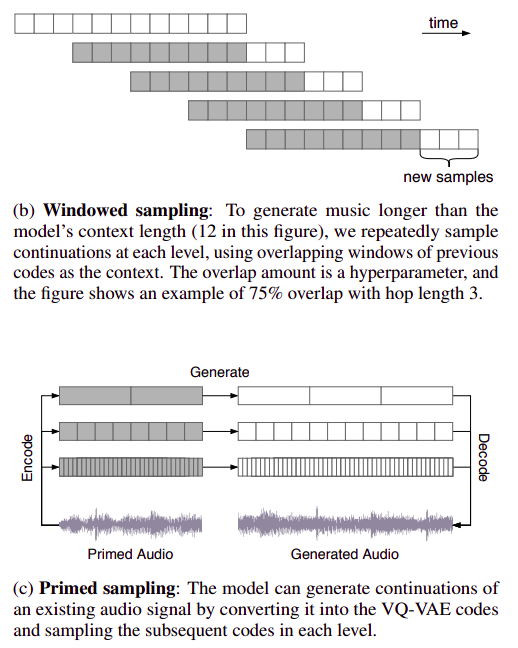 time
new samples
(b) Windowed sampling: To generate music longer than the
model's context length (12 in this figure), we repeatedly sample
continuations at each level, using overlapping windows of previous
codes as the context. The overlap amount is a hyperparameter, and
the figure shows an example of 75% overlap with hop length 3.
Generate
Encode
Decode
Primed Audio
Generated Audio
(c) Primed sampling: The model can generate continuations of
an existing audio signal by converting it into the VQ-VAE codes
and sampling the subsequent codes in each level.